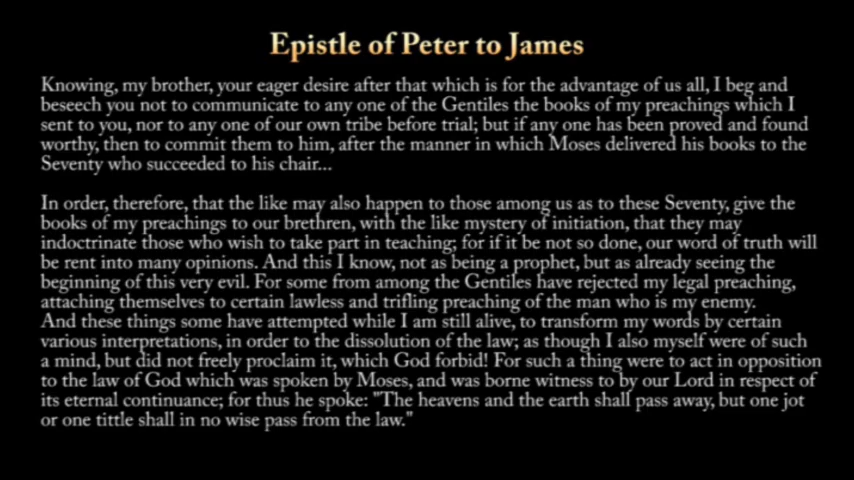 Epistle of Peter to James
Knowing, my brother, your eager desire after that which is for the advantage of us all, I beg and
beseech you not to communicate to any one of the Gentiles the books of my preachings which I
sent to you, nor to any one of our own tribe before trial; but if any one has been proved and found
worthy, then to commit them to him, after the manner in which Moses delivered his books to the
Seventy who succeeded to his chair...
In order, therefore, that the like may also happen to those among us as to these Seventy, give the
books of my preachings to our brethren, with the like mystery of initiation, that they may
indoctrinate those who wish to take part in teaching; for if it be not so done, our word of truth will
be rent into many opinions. And this I know, not as being a prophet, but as already seeing the
beginning of this very evil. For some from among the Gentiles have rejected my legal preaching,
attaching themselves to certain lawless and trifling preaching of the man who is my enemy.
And these things some have attempted while I am still alive, to transform my words by certain
various interpretations, in order to the dissolution of the law; as though I also myself were of such
a mind, but did not freely proclaim it, which God forbid! For such a thing were to act in opposition
to the law of God which was spoken by Moses, and was borne witness to by our Lord in respect of
its eternal continuance; for thus he spoke: "The heavens and the earth shall pass away, but one jot
or one tittle shall in no wise pass from the law."